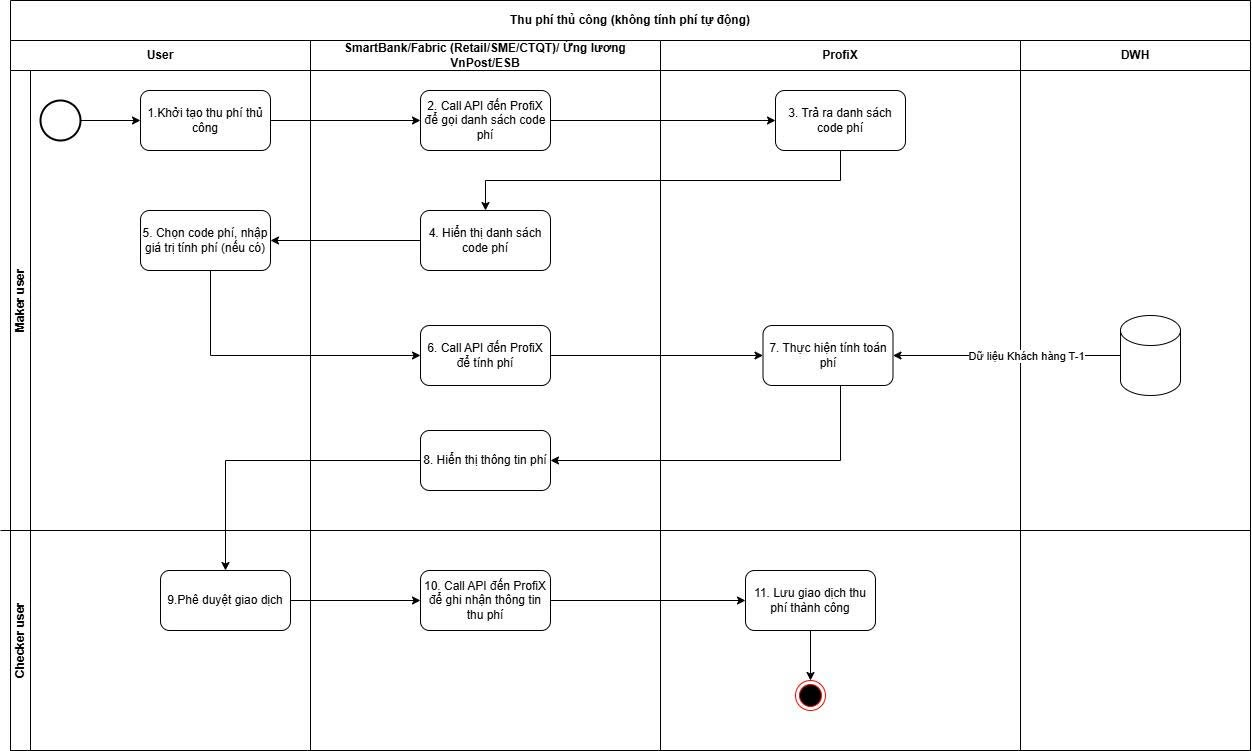 Thu phí thủ công (không tính phí tự động)
User
SmartBank/Fabric (Retail/SME/CTQT)/ Ứng lương
VnPost/ESB
ProfiX
DWH
Maker user
1.Khởi tạo thu phí thủ
công
2. Call API đến ProfiX
để gọi danh sách code
phí
3. Trả ra danh sách
code phí
4. Hiển thị danh sách
code phí
5. Chọn code phí, nhập
giá trị tính phí (nếu có)
6. Call API đến ProfiX
để tính phí
7. Thực hiện tính toán
phí
Dữ liệu Khách hàng T-1
8. Hiển thị thông tin phí
Checker user
9.Phê duyệt giao dịch
10. Call API đến ProfiX
để ghi nhận thông tin
thu phí
11. Lưu giao dịch thu
phí thành công